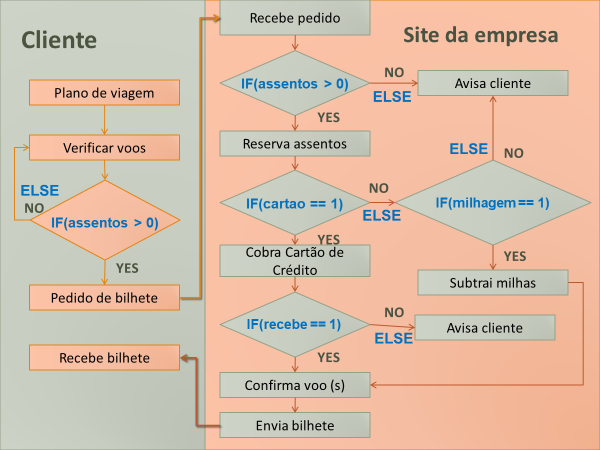 Cliente
Plano de viagem
Verificar voos
ELSE
NO
IF(assentos > 0)
YES
Pedido de bilhete
Recebe bilhete
Site da empresa
Recebe pedido
IF(assentos > 0)
NO
ELSE
Avisa cliente
YES
Reserva assentos
IF(cartao == 1)
NO
ELSE
IF(milhagem == 1)
ELSE
NO
YES
Subtrai milhas
YES
Cobra Cartão de
Crédito
IF(recebe == 1)
NO
ELSE
Avisa cliente
YES
Confirma voo (s)
Envia bilhete